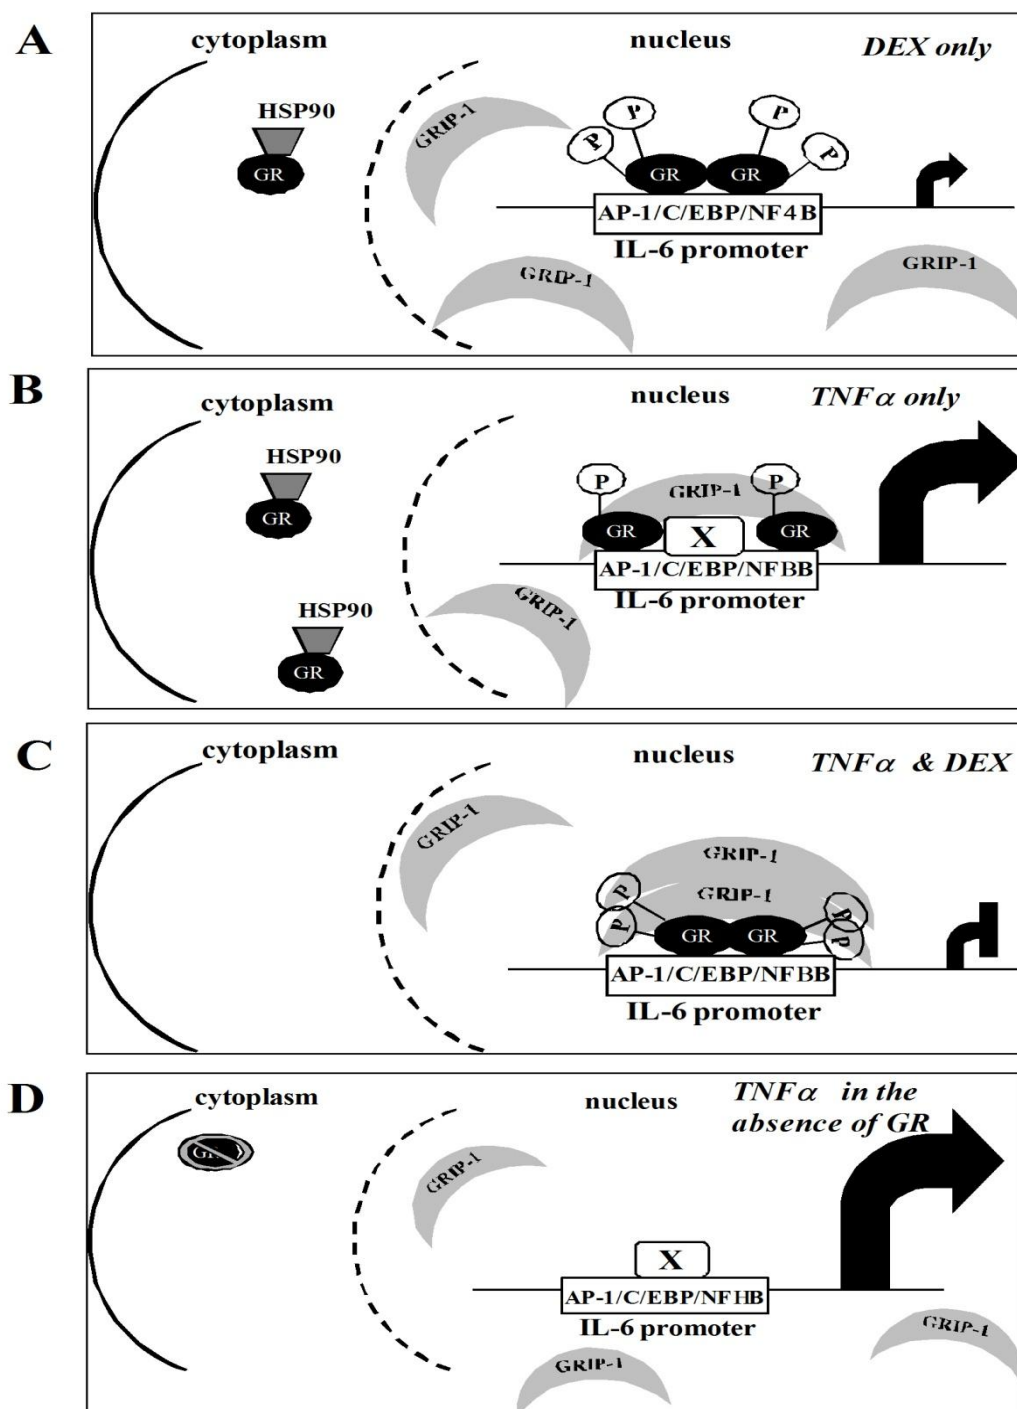 A
cytoplasm
nucleus
DEX only
HSP90
GR
GRIP-1
P
P
P
P
GR
GR
AP-1/C/EBP/NF4B
IL-6 promoter
GRIP-1
GRIP-1
B
cytoplasm
nucleus
TNFα only
HSP90
GR
P
GRIP-1
P
GR
X
GR
AP-1/C/EBP/NFBB
IL-6 promoter
HSP90
GR
GRIP-1
C
cytoplasm
nucleus
TNFα & DEX
GRIP-1
GRIP-1
GRIP-1
P
P
P
P
GR
GR
AP-1/C/EBP/NFBB
IL-6 promoter
D
cytoplasm
nucleus
TNFα in the
absence of GR
GRIP-1
X
AP-1/C/EBP/NFHB
IL-6 promoter
GRIP-1
GRIP-1